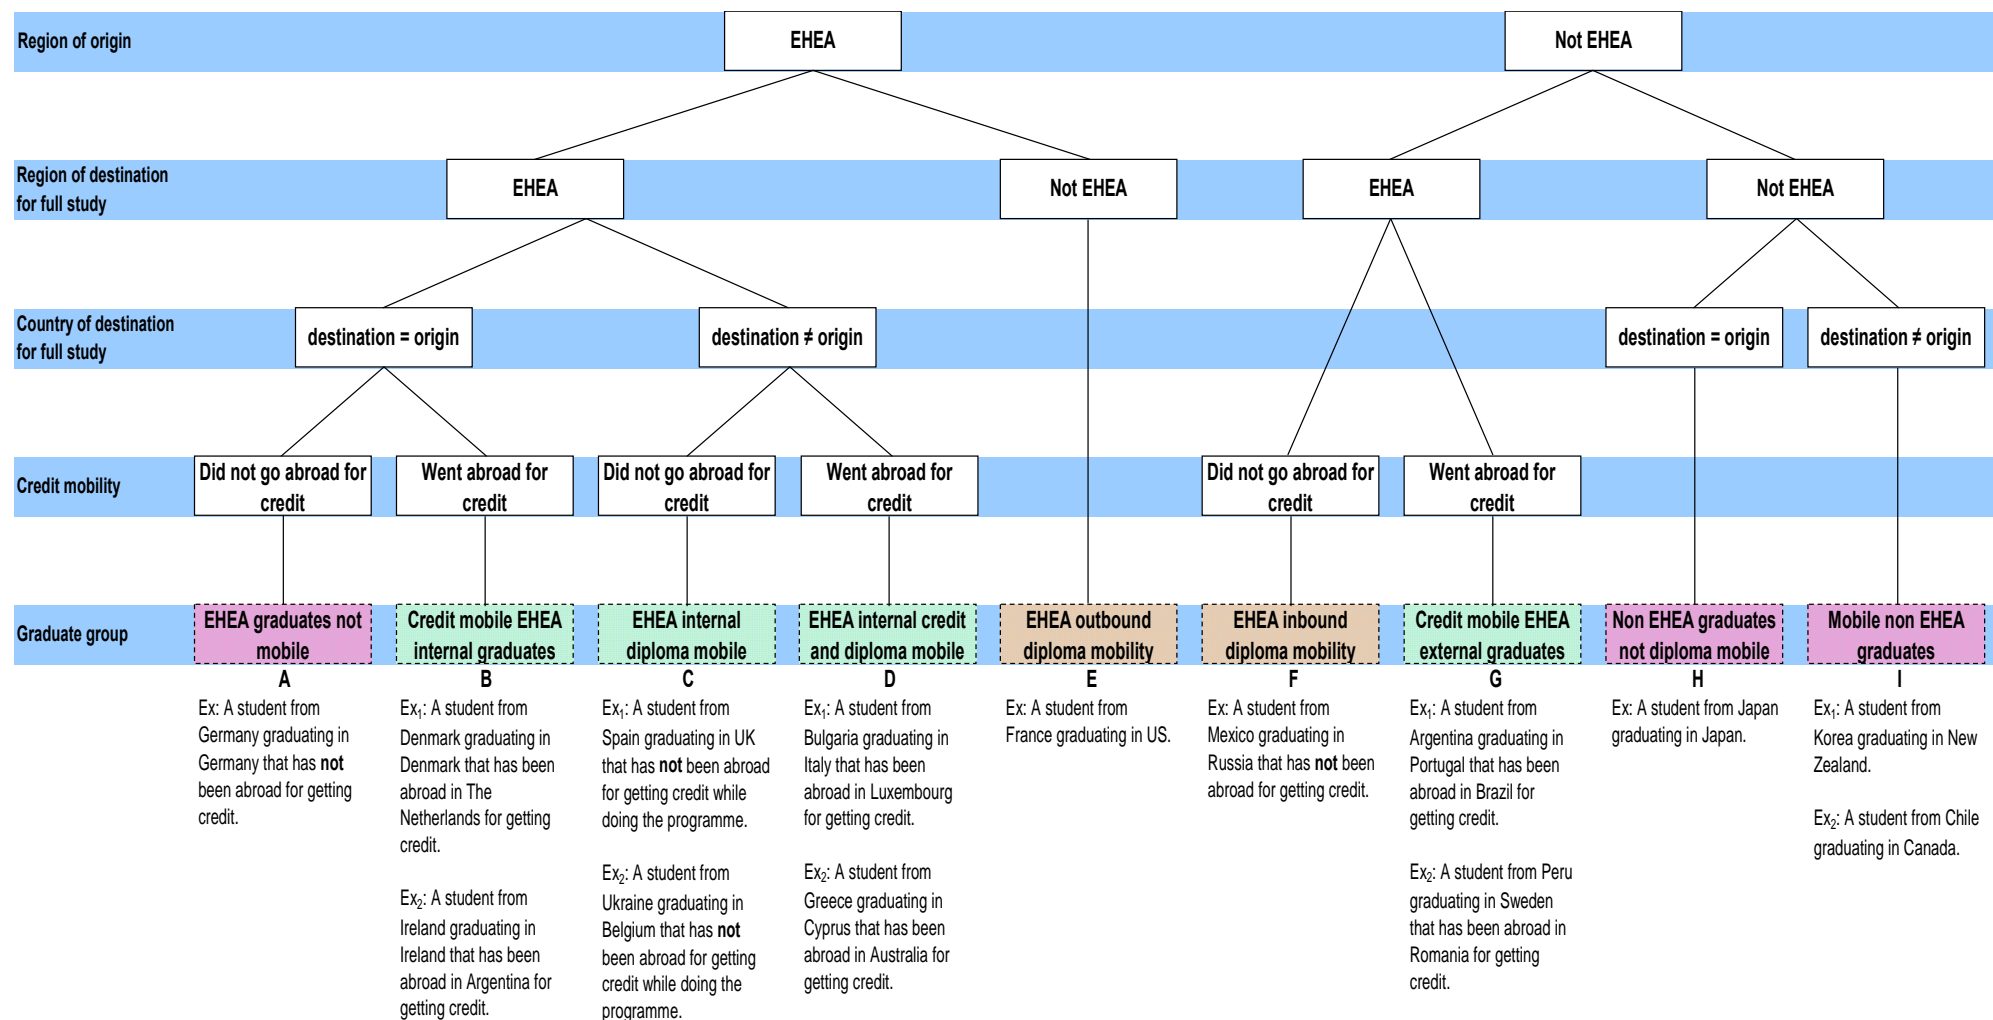 Region of origin
EHEA
Not EHEA
Region of destination
for full study
EHEA
Not EHEA
EHEA
Not EHEA
Country of destination
for full study
destination = origin
destination ≠ origin
destination = origin
destination ≠ origin
Credit mobility
Did not go abroad for
credit
Went abroad for
credit
Did not go abroad for
credit
Went abroad for
credit
Did not go abroad for
credit
Went abroad for
credit
Graduate group
EHEA graduates not
mobile
Credit mobile EHEA
internal graduates
EHEA internal
diploma mobile
EHEA internal credit
and diploma mobile
EHEA outbound
diploma mobility
EHEA inbound
diploma mobility
Credit mobile EHEA
external graduates
Non EHEA graduates
not diploma mobile
Mobile non EHEA
graduates
A
Ex: A student from
Germany graduating in
Germany that has not
been abroad for getting
credit.
B
Ex1: A student from
Denmark graduating in
Denmark that has been
abroad in The
Netherlands for getting
credit.
Ex2: A student from
Ireland graduating in
Ireland that has been
abroad in Argentina for
getting credit.
C
Ex1: A student from
Spain graduating in UK
that has not been abroad
for getting credit while
doing the programme.
Ex2: A student from
Ukraine graduating in
Belgium that has not
been abroad for getting
credit while doing the
programme.
D
Ex1: A student from
Bulgaria graduating in
Italy that has been
abroad in Luxembourg
for getting credit.
Ex2: A student from
Greece graduating in
Cyprus that has been
abroad in Australia for
getting credit.
E
Ex: A student from
France graduating in US.
F
Ex: A student from
Mexico graduating in
Russia that has not been
abroad for getting credit.
G
Ex1: A student from
Argentina graduating in
Portugal that has been
abroad in Brazil for
getting credit.
Ex2: A student from Peru
graduating in Sweden
that has been abroad in
Romania for getting
credit.
H
Ex: A student from Japan
graduating in Japan.
I
Ex1: A student from
Korea graduating in New
Zealand.
Ex2: A student from Chile
graduating in Canada.